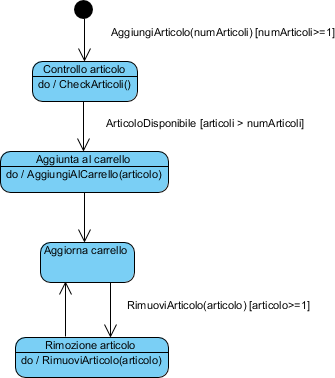 AggiungiArticolo(numArticoli) [numArticoli>=1]
Controllo articolo
do / CheckArticoli()
ArticoloDisponibile [articoli > numArticoli]
Aggiunta al carrello
do / AggiungiAlCarrello(articolo)
Aggiorna carrello
RimuoviArticolo(articolo) [articolo>=1]
Rimozione articolo
do / RimuoviArticolo(articolo)